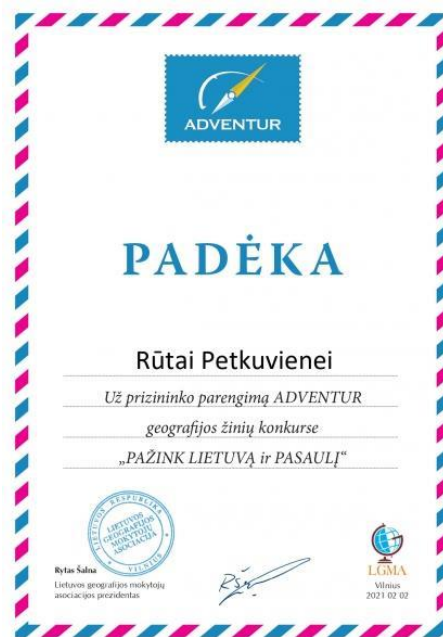 ADVENTUR
PADĖKA
Rūtai Petkuvienei
Už prizininko parengimą ADVENTUR
geografijos žinių konkurse
„PAŽINK LIETUVĄ ir PASAULĮ“
LIETUVOS RESPUBLIKA
LIETUVOS
GEOGRAFIJOS
MOKYTOJŲ
ASOCIACIJA
VILNIUS
Rytas Šalna
Lietuvos geografijos mokytojų
asociacijos prezidentas
LGMA
Vilnius
2021 02 02